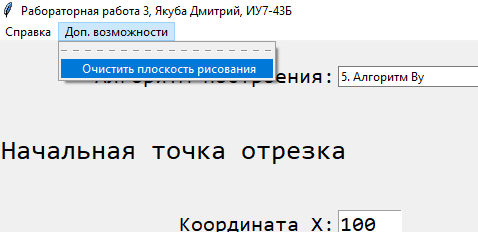 Рабораторная работа 3, Якуба Дмитрий, ИУ7-43Б
Справка Доп. возможности
Очистить плоскость рисования
построения: 5. Алгоритм Ву
Начальная точка отрезка
Координата X: 100